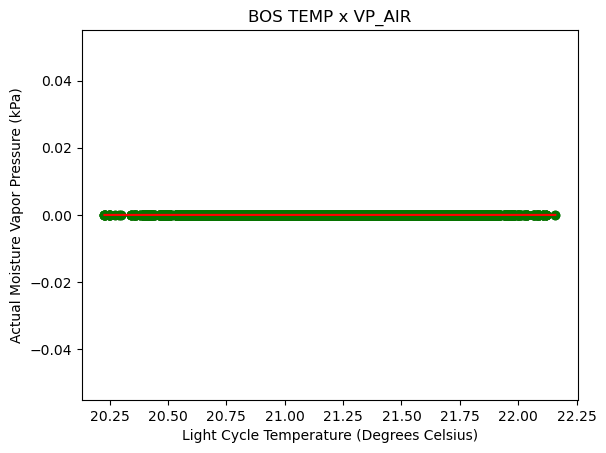 BOS TEMP x VP_AIR
Actual Moisture Vapor Pressure (kPa)
0.04
0.02
0.00
−0.02
−0.04
20.25 20.50 20.75 21.00 21.25 21.50 21.75 22.00 22.25
Light Cycle Temperature (Degrees Celsius)